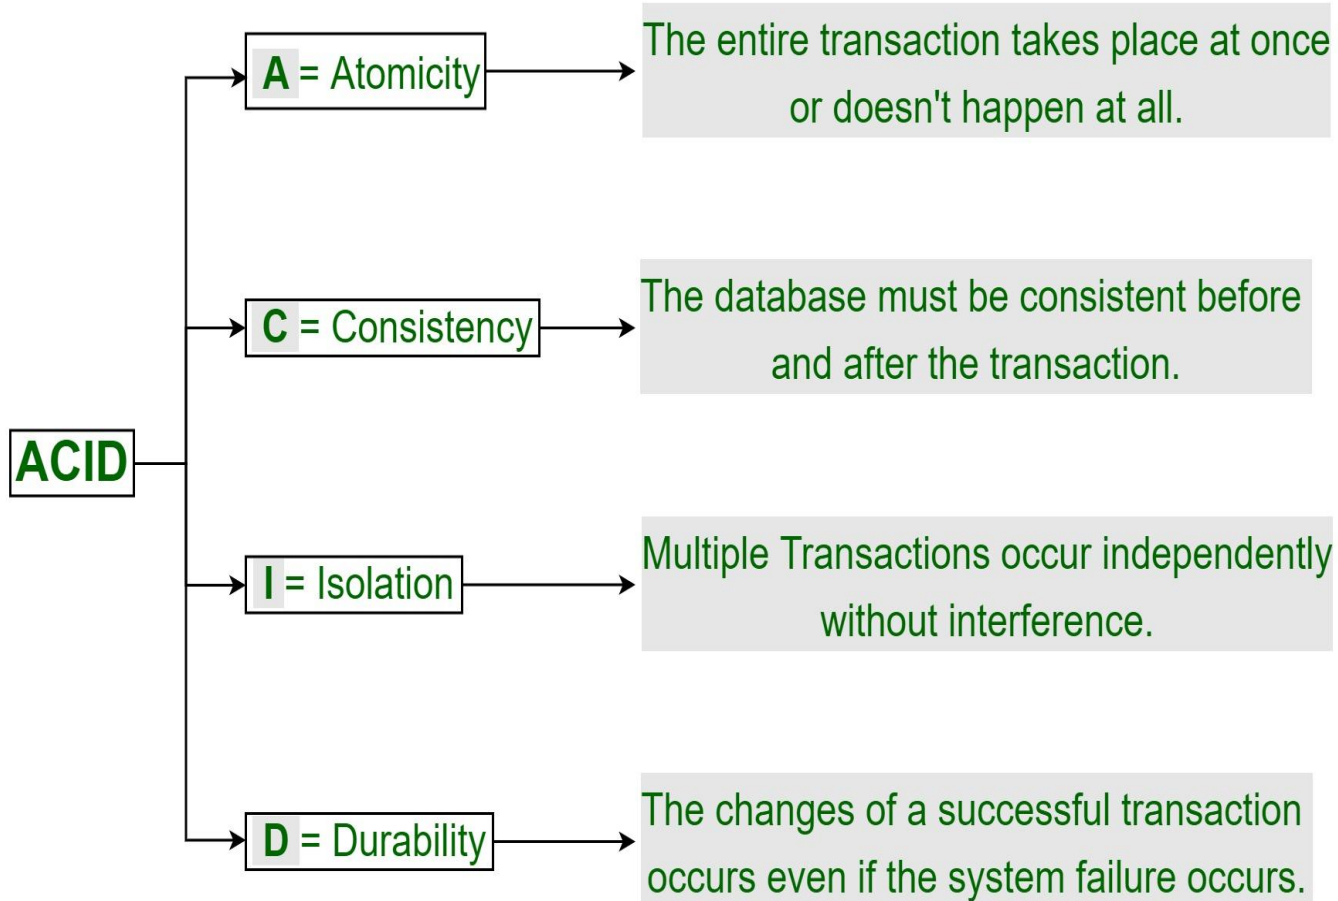 A = Atomicity
The entire transaction takes place at once
or doesn't happen at all.
C = Consistency
The database must be consistent before
and after the transaction.
ACID
I = Isolation
Multiple Transactions occur independently
without interference.
D = Durability
The changes of a successful transaction
occurs even if the system failure occurs.